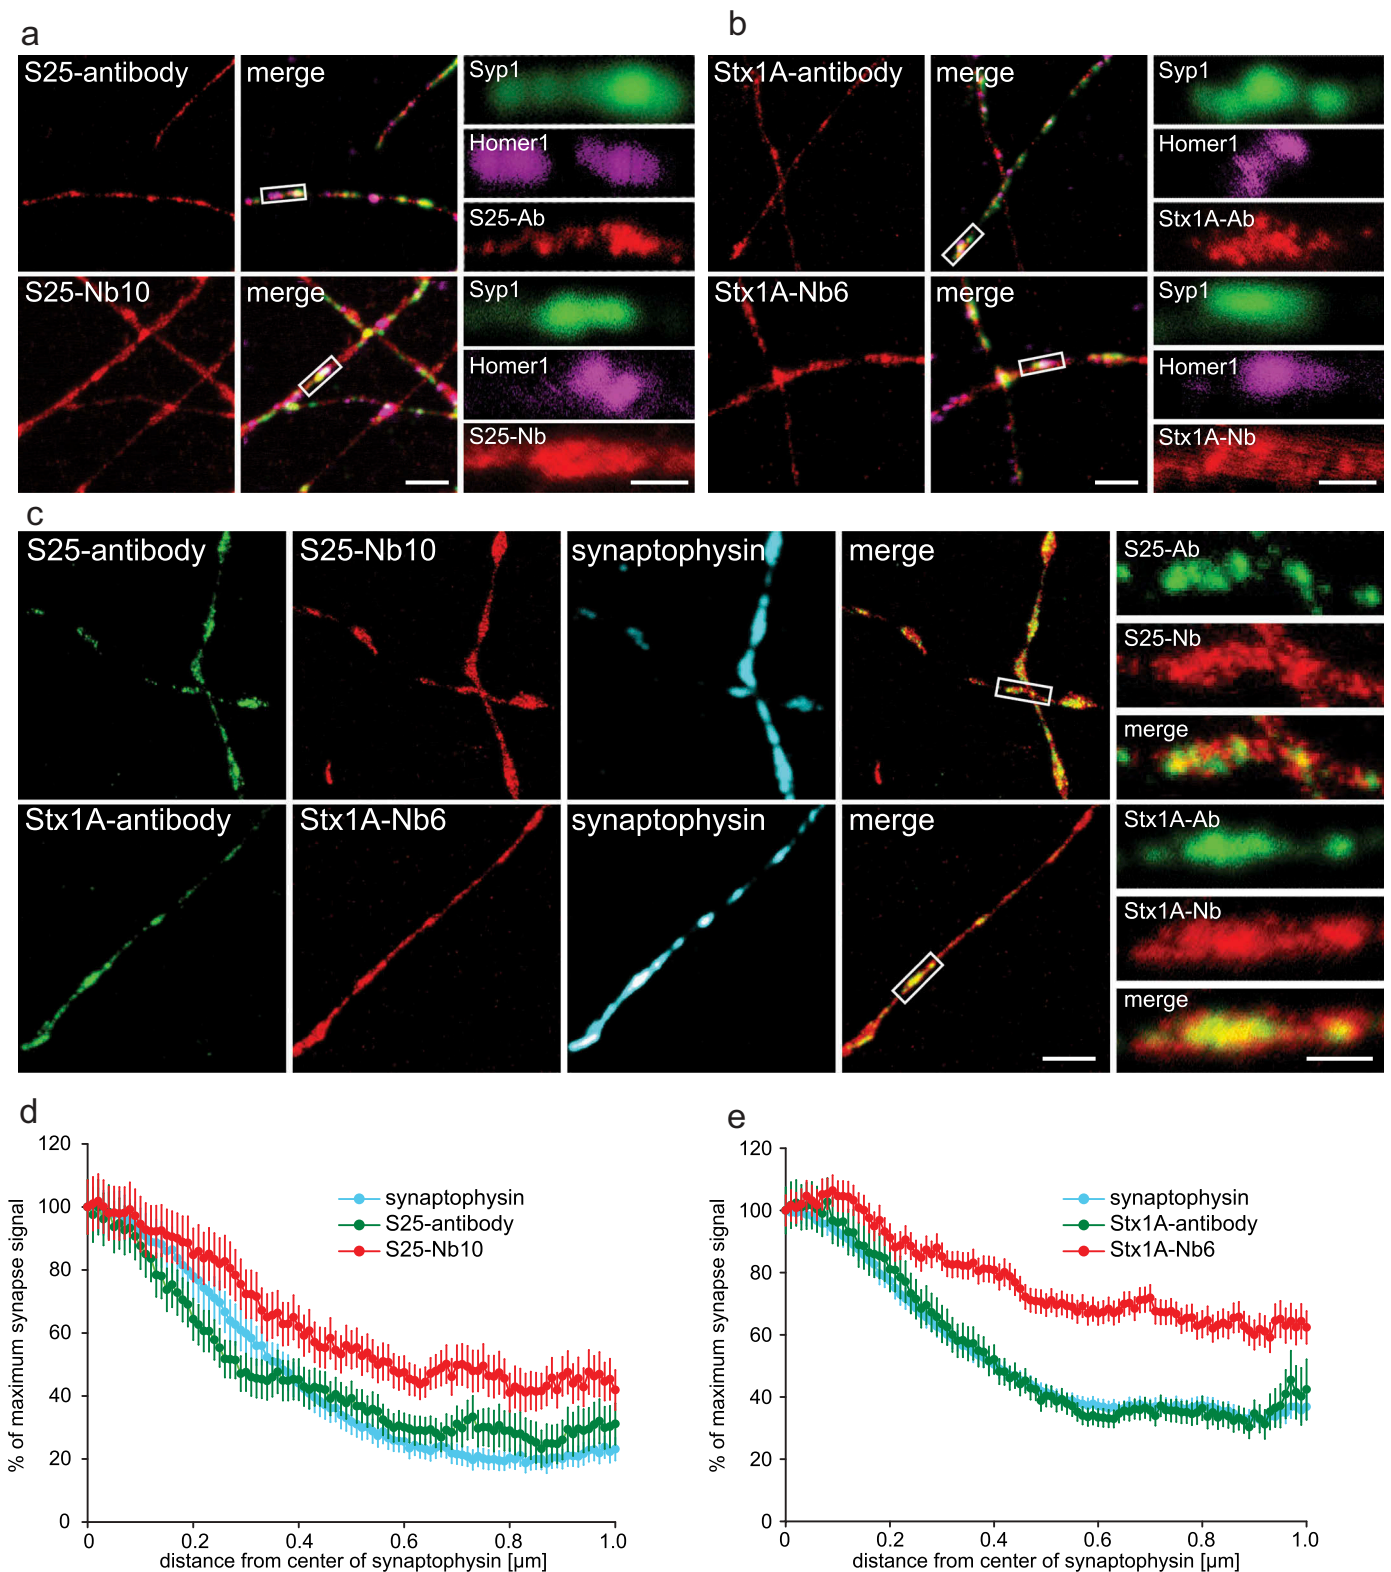 a
S25-antibody
merge
Syp1
Homer1
S25-Ab
S25-Nb10
merge
Syp1
Homer1
S25-Nb
b
Stx1A-antibody
merge
Syp1
Homer1
Stx1A-Ab
Stx1A-Nb6
merge
Syp1
Homer1
Stx1A-Nb
c
S25-antibody
S25-Nb10
synaptophysin
merge
S25-Ab
S25-Nb
merge
Stx1A-antibody
Stx1A-Nb6
synaptophysin
merge
Stx1A-Ab
Stx1A-Nb
merge
d
% of maximum synapse signal
120
100
80
60
40
20
0
synaptophysin
S25-antibody
S25-Nb10
0
0.2
0.4
0.6
0.8
1.0
distance from center of synaptophysin [µm]
e
% of maximum synapse signal
120
100
80
60
40
20
0
synaptophysin
Stx1A-antibody
Stx1A-Nb6
0
0.2
0.4
0.6
0.8
1.0
distance from center of synaptophysin [µm]